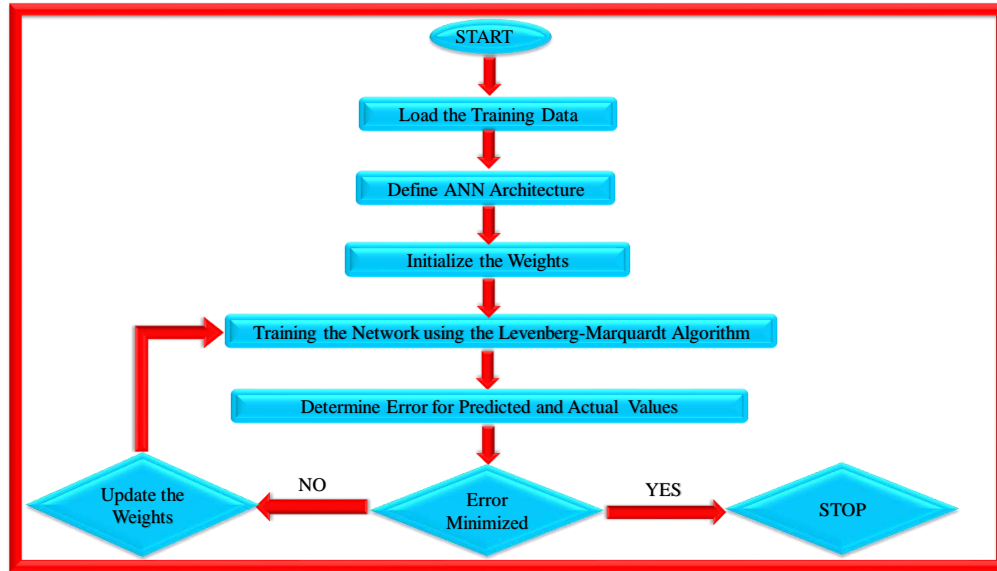 START
Load the Training Data
Define ANN Architecture
Initialize the Weights
Training the Network using the Levenberg-Marquardt Algorithm
Determine Error for Predicted and Actual Values
Update the
Weights
NO
Error
Minimized
YES
STOP